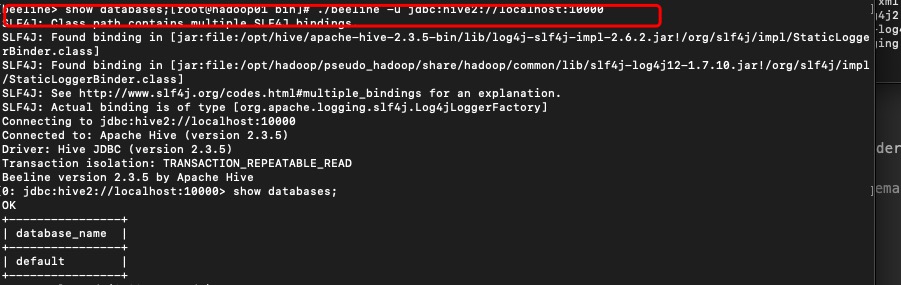 beeline> show databases;[root@hadoop01 bin]# ./beeline -u jdbc:hive2://localhost:10000
SLF4J: Class path contains multiple SLF4J bindings.
SLF4J: Found binding in [jar:file:/opt/hive/apache-hive-2.3.5-bin/lib/log4j-slf4j-impl-2.6.2.jar!/org/slf4j/impl/StaticLogge
rBinder.class]
SLF4J: Found binding in [jar:file:/opt/hadoop/pseudo_hadoop/share/hadoop/common/lib/slf4j-log4j12-1.7.10.jar!/org/slf4j/impl
/StaticLoggerBinder.class]
SLF4J: See http://www.slf4j.org/codes.html#multiple_bindings for an explanation.
SLF4J: Actual binding is of type [org.apache.logging.slf4j.Log4jLoggerFactory]
Connecting to jdbc:hive2://localhost:10000
Connected to: Apache Hive (version 2.3.5)
Driver: Hive JDBC (version 2.3.5)
Transaction isolation: TRANSACTION_REPEATABLE_READ
Beeline version 2.3.5 by Apache Hive
[0: jdbc:hive2://localhost:10000> show databases; ]
OK
+----------------+
| database_name |
+----------------+
| default |
+----------------+
xml
j4j2
-log4
ging
der
ema